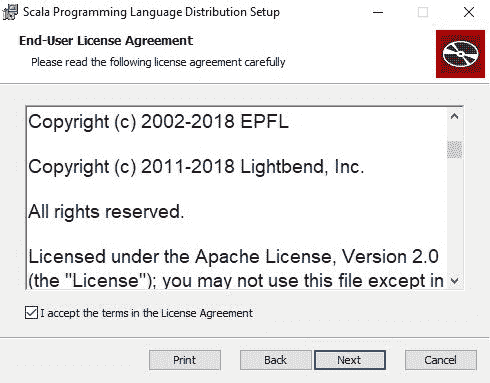 Scala Programming Language Distribution Setup
End-User License Agreement
Please read the following license agreement carefully
Copyright (c) 2002-2018 EPFL
Copyright (c) 2011-2018 Lightbend, Inc.
All rights reserved.
Licensed under the Apache License, Version 2.0
(the "License"); you may not use this file except in
I accept the terms in the License Agreement
Print Back Next Cancel